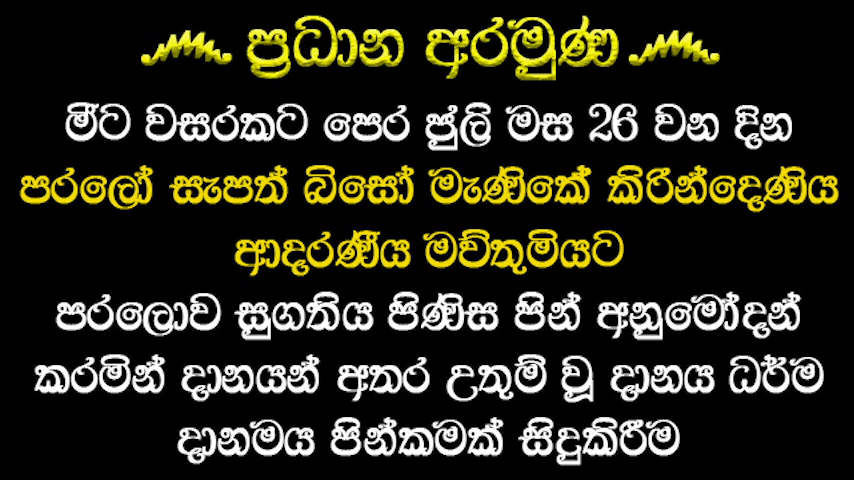 ප්‍රධාන අරමුණ
මීට වසරකට පෙර ජුලි මස 26 වන දින
පරලෝ සැපත් බිසෝ මැණිකේ කිරින්දෙණිය
ආදරණීය මව්තුමියට
පරලොව සුගතිය පිණිස පින් අනුමෝදන්
කරමින් දානයන් අතර උතුම් වූ දානය ධර්ම
දානමය පින්කමක් සිදුකිරීම